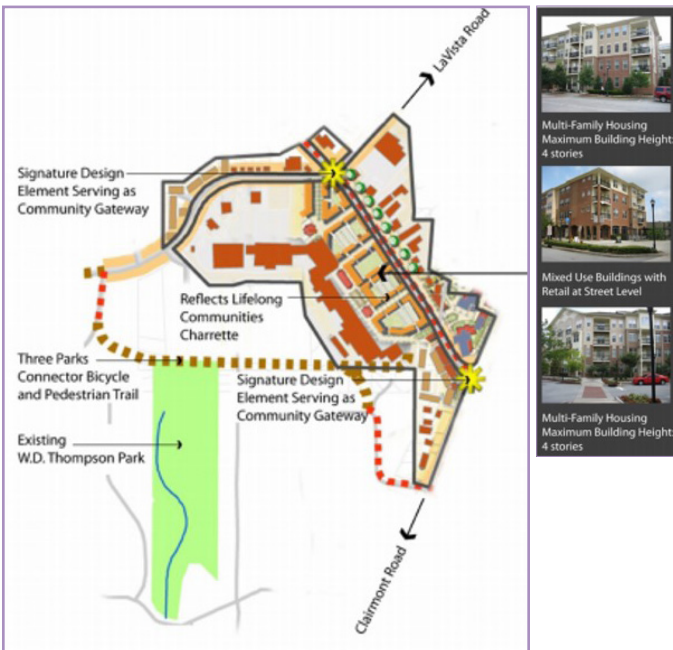 LaVista Road
Signature Design
Element Serving as
Community Gateway
Reflects Lifelong
Communities
Charrette
Three Parks
Connector Bicycle
and Pedestrian Trail
Signature Design
Element Serving as
Community Gateway
Existing
W.D. Thompson Park
Clairmont Road
Multi-Family Housing
Maximum Building Height:
4 stories
Mixed Use Buildings with
Retail at Street Level
Multi-Family Housing
Maximum Building Height:
4 stories